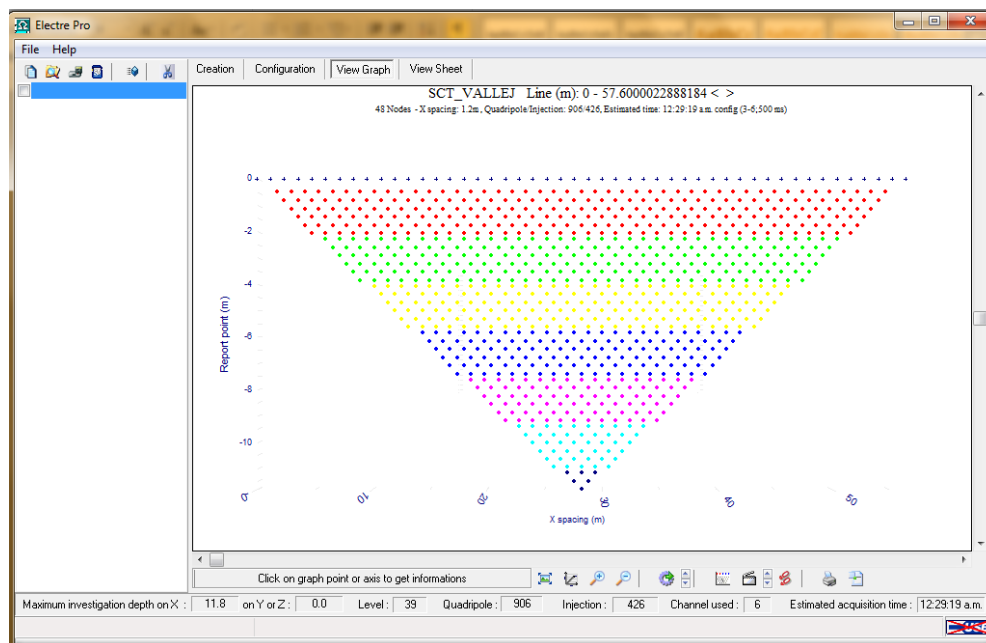 Electre Pro
File Help
Creation Configuration View Graph View Sheet
SCT_VALLEJ Line (m): 0 - 57.6000022888184 < >
48 Nodes - X spacing: 1.2m, Quadripole/Injection: 906/426, Estimated time: 12:29:19 a.m. config (3-6;500 ms)
0
-2
-4
-6
-8
-10
Report point (m)
0 10 20 30 40 50
X spacing (m)
Click on graph point or axis to get informations
Maximum investigation depth on X : 11.8 on Y or Z : 0.0 Level : 39 Quadripole : 906 Injection : 426 Channel used : 6 Estimated acquisition time : 12:29:19 a.m.